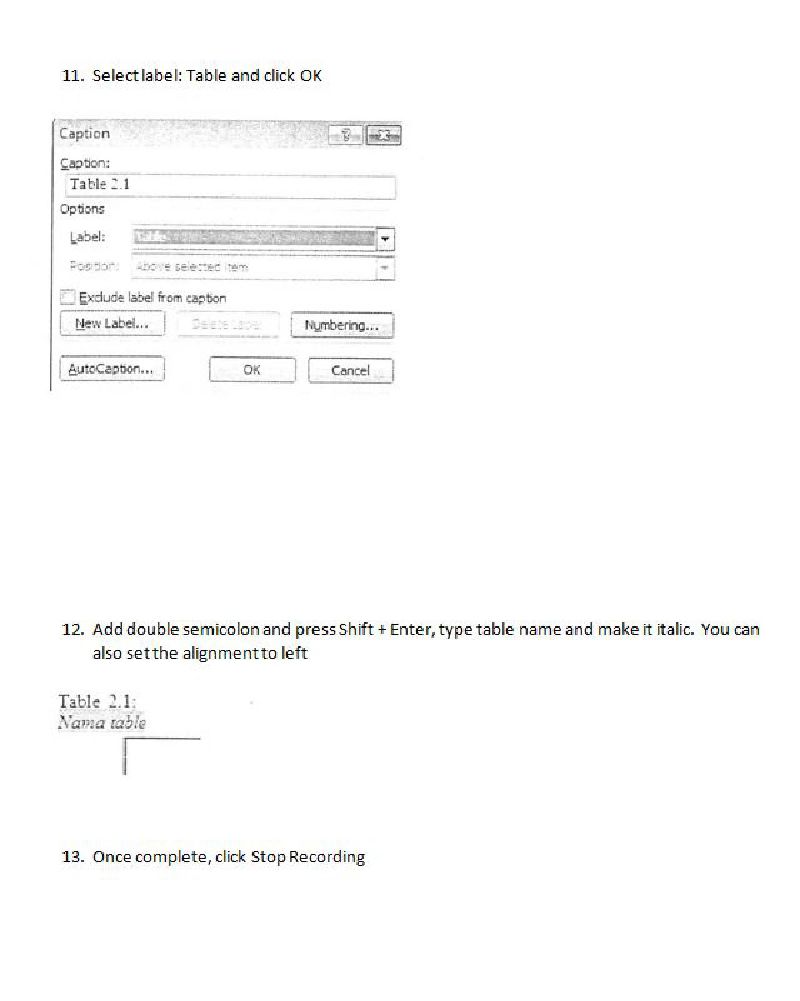 11. Select label: Table and click OK
Caption
Caption:
Table 2.1
Options
Label:
Table
Position:
Above selected item
Exclude label from caption
New Label...
Delete Label
Numbering...
AutoCaption...
OK
Cancel
12. Add double semicolon and press Shift + Enter, type table name and make it italic. You can
also set the alignment to left
Table 2.1:
Nama table
13. Once complete, click Stop Recording